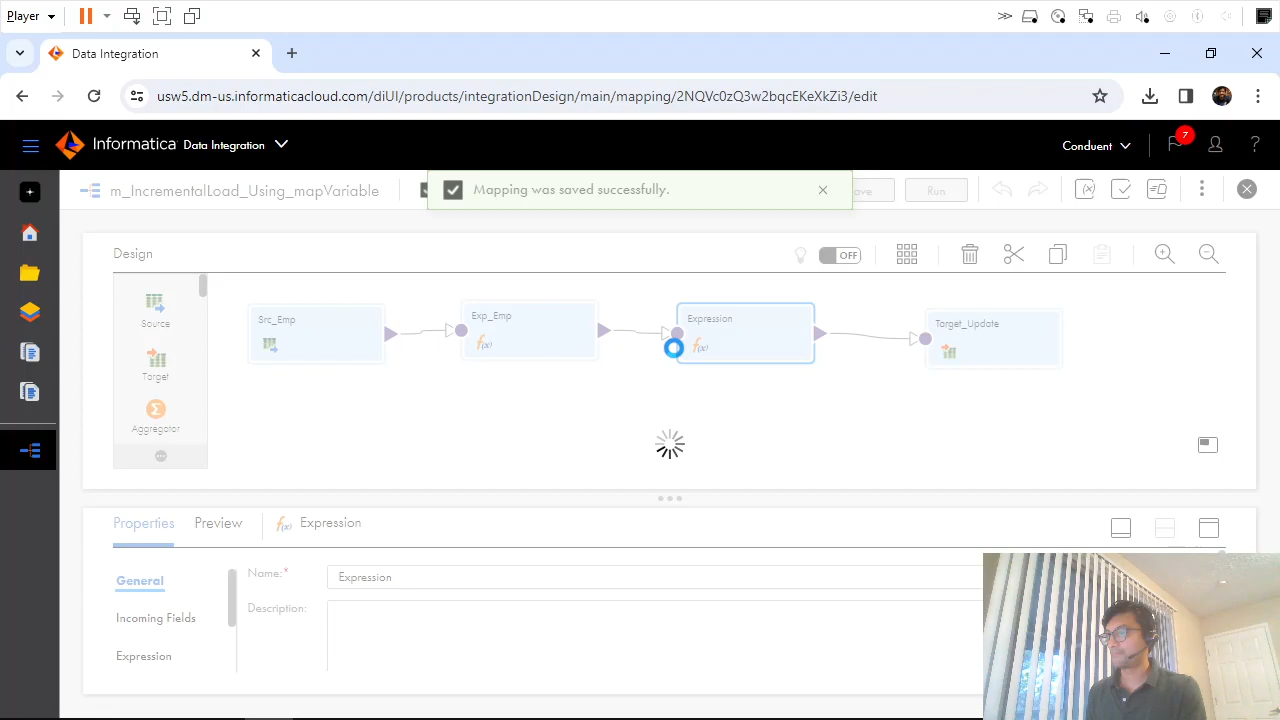 Player
Data Integration
usw5.dm-us.informaticacloud.com/diUI/products/integrationDesign/main/mapping/2NQVc0zQ3w2bqcEKeXkZi3/edit
Informatica Data Integration
Conduent
7
m_IncrementalLoad_Using_mapVariable
Mapping was saved successfully.
Run
Design
OFF
Source
Target
Aggregator
Src_Emp
Exp_Emp
f(x)
Expression
f(x)
Target_Update
Properties
Preview
f(x) Expression
General
Incoming Fields
Expression
Name:*
Expression
Description: